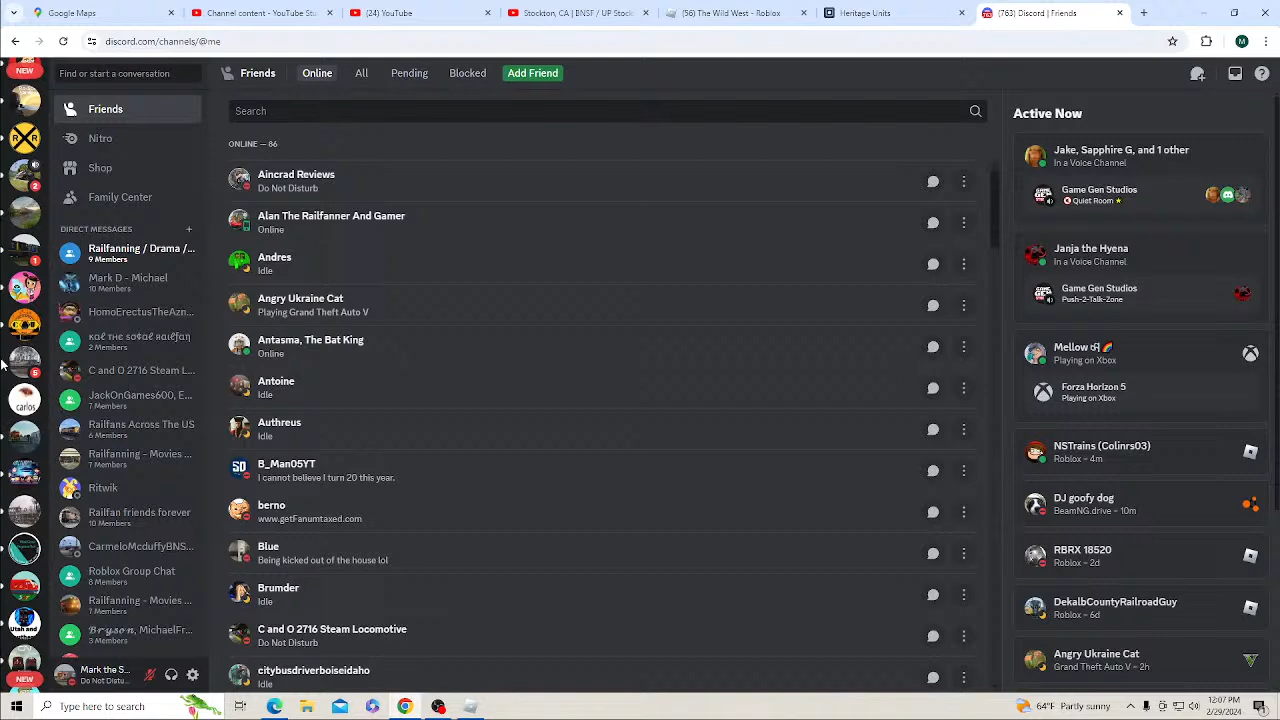 Google Maps
Channel content - YouTube Stu
(24) YouTube
Stockton, CA | BNSF / UP Stock
(56) The Wild West - Roblox
Heritage Units
(763) Discord | Friends
discord.com/channels/@me
M
NEW
Find or start a conversation
Friends
Online
All
Pending
Blocked
Add Friend
Friends
Nitro
Shop
Family Center
DIRECT MESSAGES
Railfanning / Drama /...
9 Members
Mark D - Michael
10 Members
HomoErectusTheAzn...
2 Members
C and O 2716 Steam L...
JackOnGames600, E...
7 Members
Railfans Across The US
6 Members
Railfanning - Movies ...
7 Members
Ritwik
Railfan friends forever
10 Members
CarmeloMcduffyBNS...
Roblox Group Chat
8 Members
Railfanning - Movies ...
7 Members
𝓑𝓻𝔂𝓼𝓸𝓷, MichaelFr...
3 Members
Mark the S...
Do Not Distu...
2
1
5
carlos
Utah and
NEW
Search
ONLINE — 86
Aincrad Reviews
Do Not Disturb
Alan The Railfanner And Gamer
Online
Andres
Idle
Angry Ukraine Cat
Playing Grand Theft Auto V
Antasma, The Bat King
Online
Antoine
Idle
Authreus
Idle
SD
B_Man05YT
I cannot believe I turn 20 this year.
berno
www.getFanumtaxed.com
Blue
Being kicked out of the house lol
Brumder
Idle
C and O 2716 Steam Locomotive
Do Not Disturb
citybusdriverboiseidaho
Idle
Active Now
Jake, Sapphire G, and 1 other
In a Voice Channel
Game Gen Studios
Quiet Room
Janja the Hyena
In a Voice Channel
Game Gen Studios
Push-2-Talk-Zone
Mellow
Playing on Xbox
Forza Horizon 5
Playing on Xbox
NSTrains (Colinrs03)
Roblox – 4m
DJ goofy dog
BeamNG.drive – 10m
RBRX 18520
Roblox – 2d
DekalbCountyRailroadGuy
Roblox – 6d
Angry Ukraine Cat
Grand Theft Auto V – 2h
Type here to search
64°F Partly sunny
12:07 PM
2/29/2024